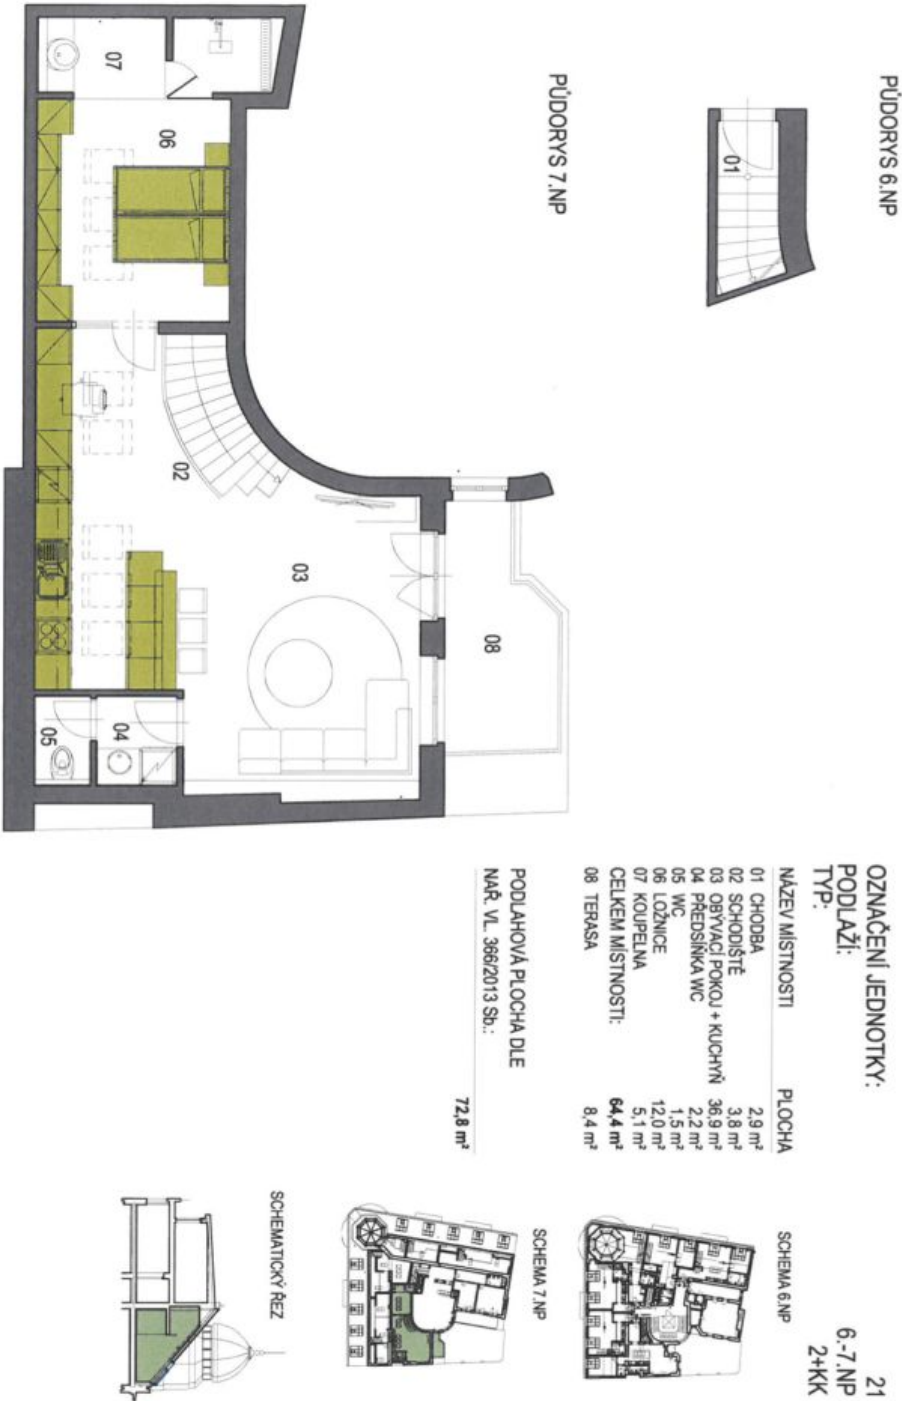 OZNAČENÍ JEDNOTKY: 21
PODLAŽÍ: 6.-7.NP
TYP: 2+KK
NÁZEV MÍSTNOSTI PLOCHA
01 CHODBA 2,9 m²
02 SCHODIŠTĚ 3,8 m²
03 OBÝVACÍ POKOJ + KUCHYŇ 36,9 m²
04 PŘEDSÍŇKA WC 2,2 m²
05 WC 1,5 m²
06 LOŽNICE 12,0 m²
07 KOUPELNA 5,1 m²
CELKEM MÍSTNOSTI: 64,4 m²
08 TERASA 8,4 m²
PODLAHOVÁ PLOCHA DLE
NAŘ. VL. 366/2013 Sb.: 72,8 m²
PŮDORYS 6.NP
01
PŮDORYS 7.NP
08
03
02
06
07
04
05
SCHEMA 6.NP
SCHEMA 7.NP
SCHEMATICKÝ ŘEZ